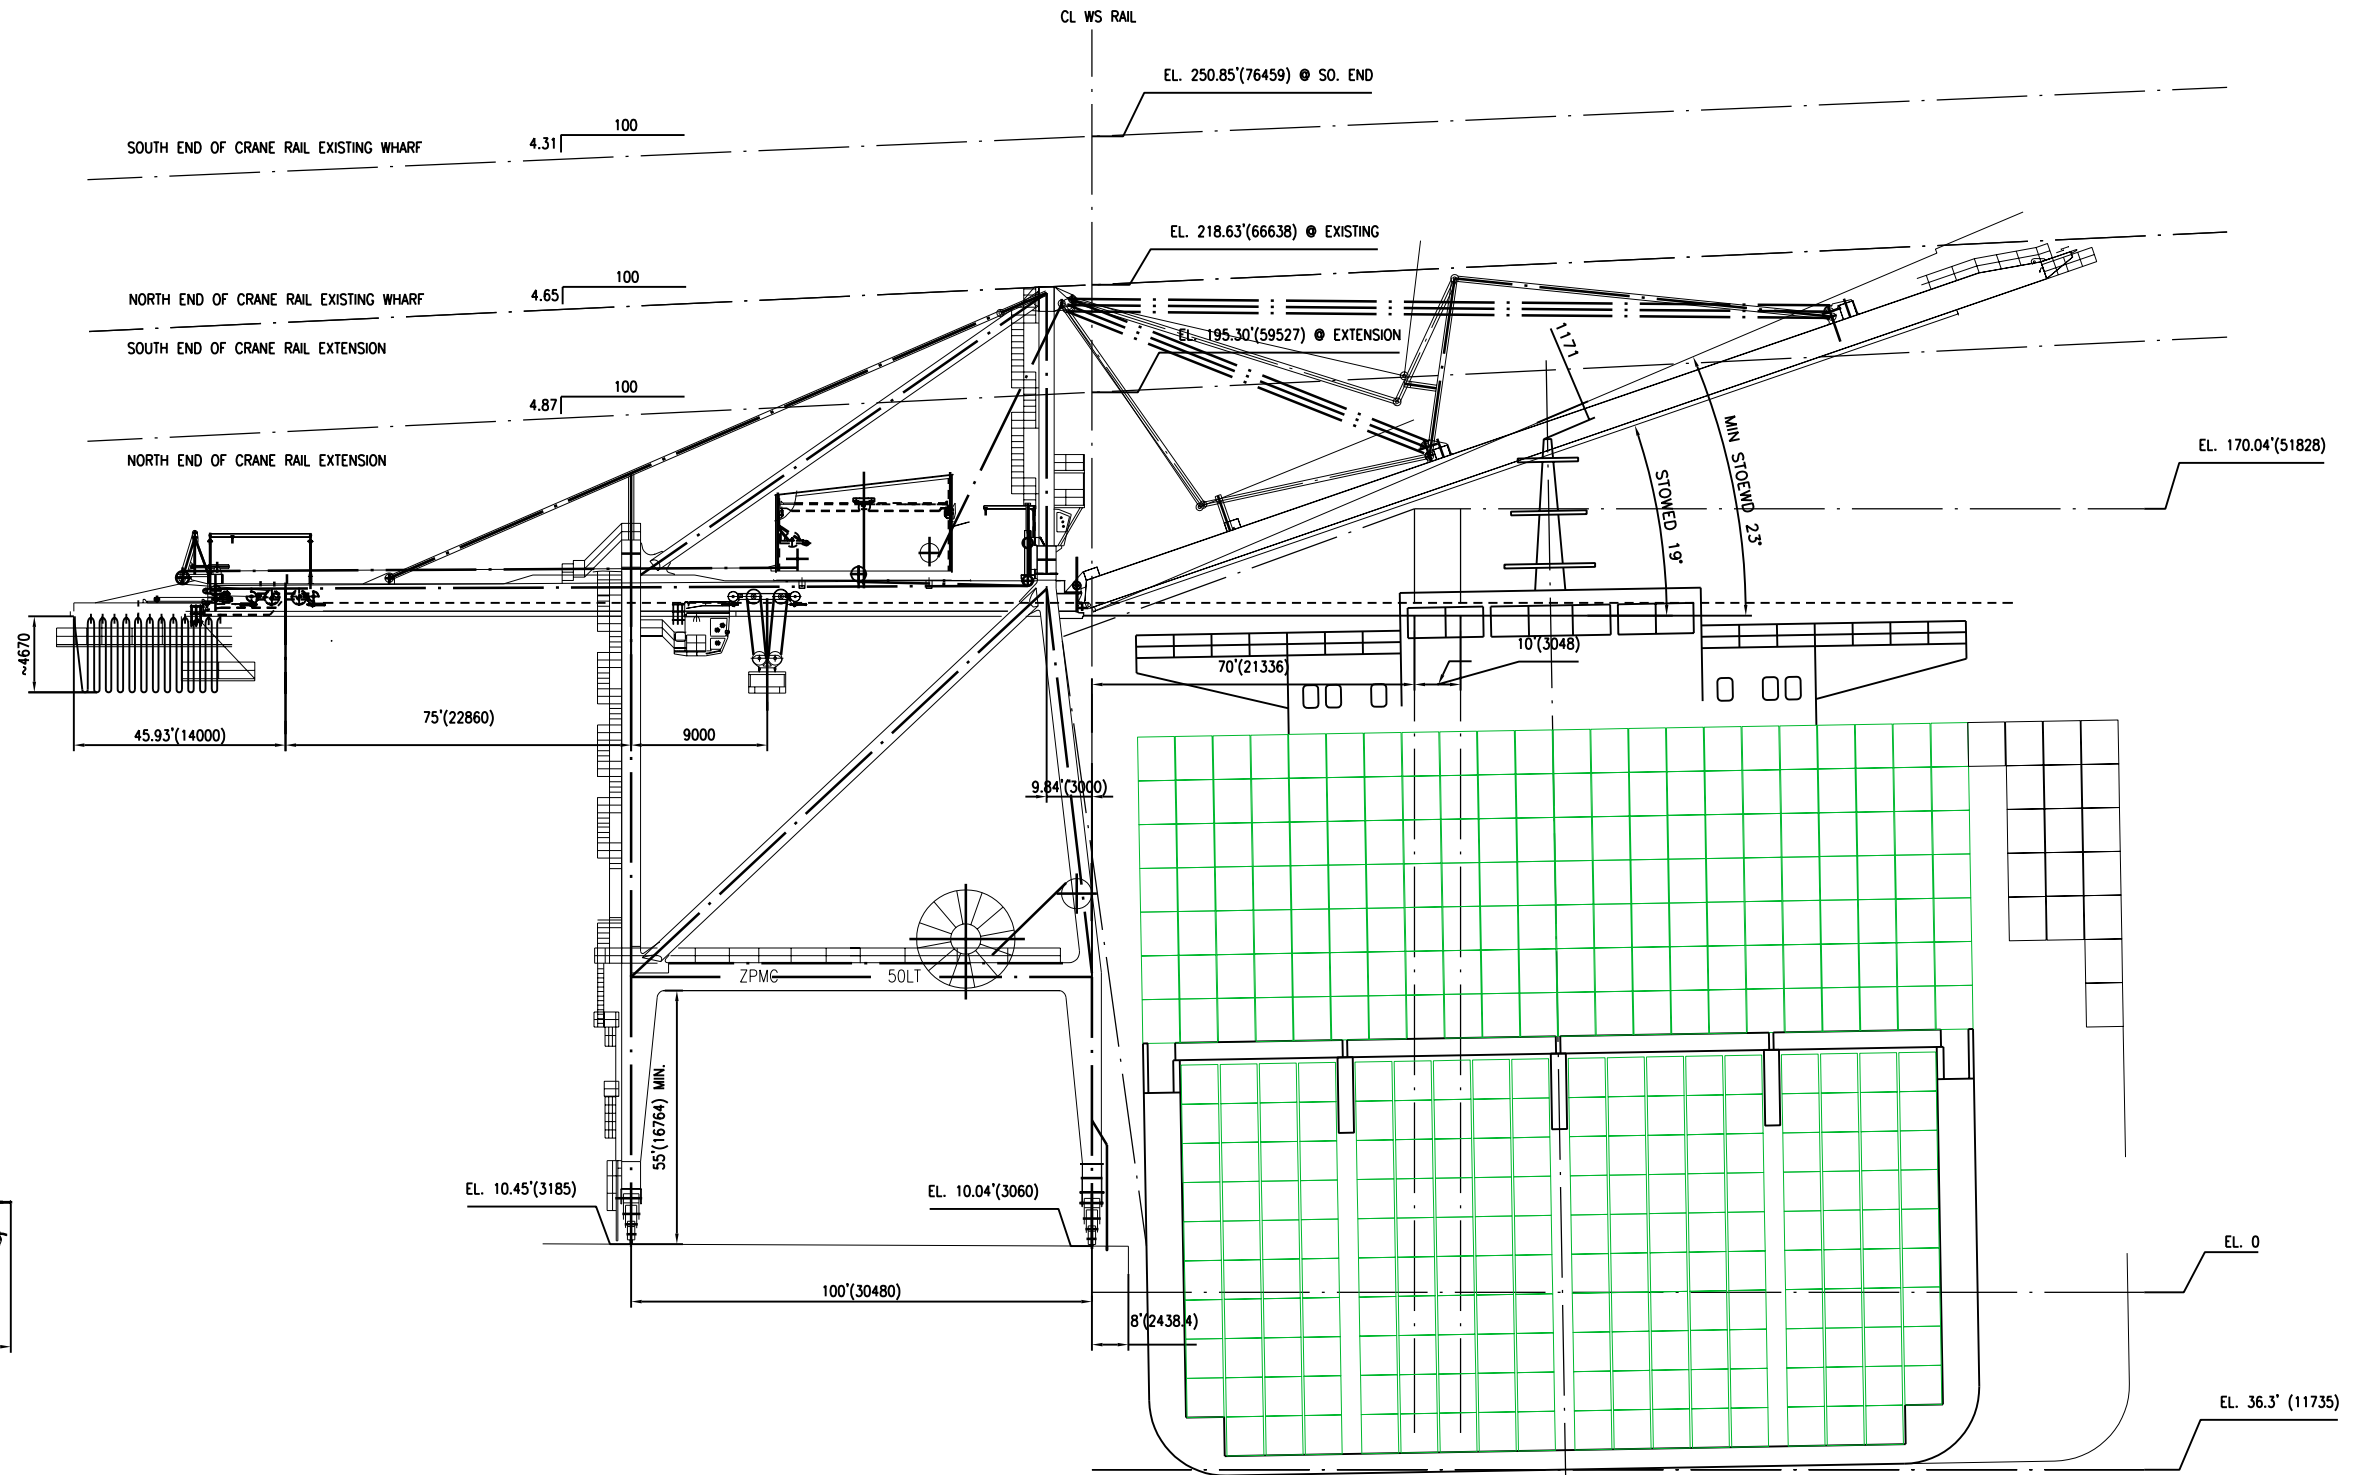 CL WS RAIL
EL. 250.85'(76459) @ SO. END
100
4.31
SOUTH END OF CRANE RAIL EXISTING WHARF
EL. 218.63'(66638) @ EXISTING
100
4.65
NORTH END OF CRANE RAIL EXISTING WHARF
SOUTH END OF CRANE RAIL EXTENSION
EL. 195.30'(59527) @ EXTENSION
1171
100
4.87
NORTH END OF CRANE RAIL EXTENSION
MIN STOEWD 23°
STOWED 19°
EL. 170.04'(51828)
~4670
10'(3048)
70'(21336)
75'(22860)
45.93'(14000)
9000
9.84'(3000)
ZPMC
50LT
55'(16764) MIN.
EL. 10.45'(3185)
EL. 10.04'(3060)
EL. 0
100'(30480)
8'(2438.4)
EL. 36.3' (11735)